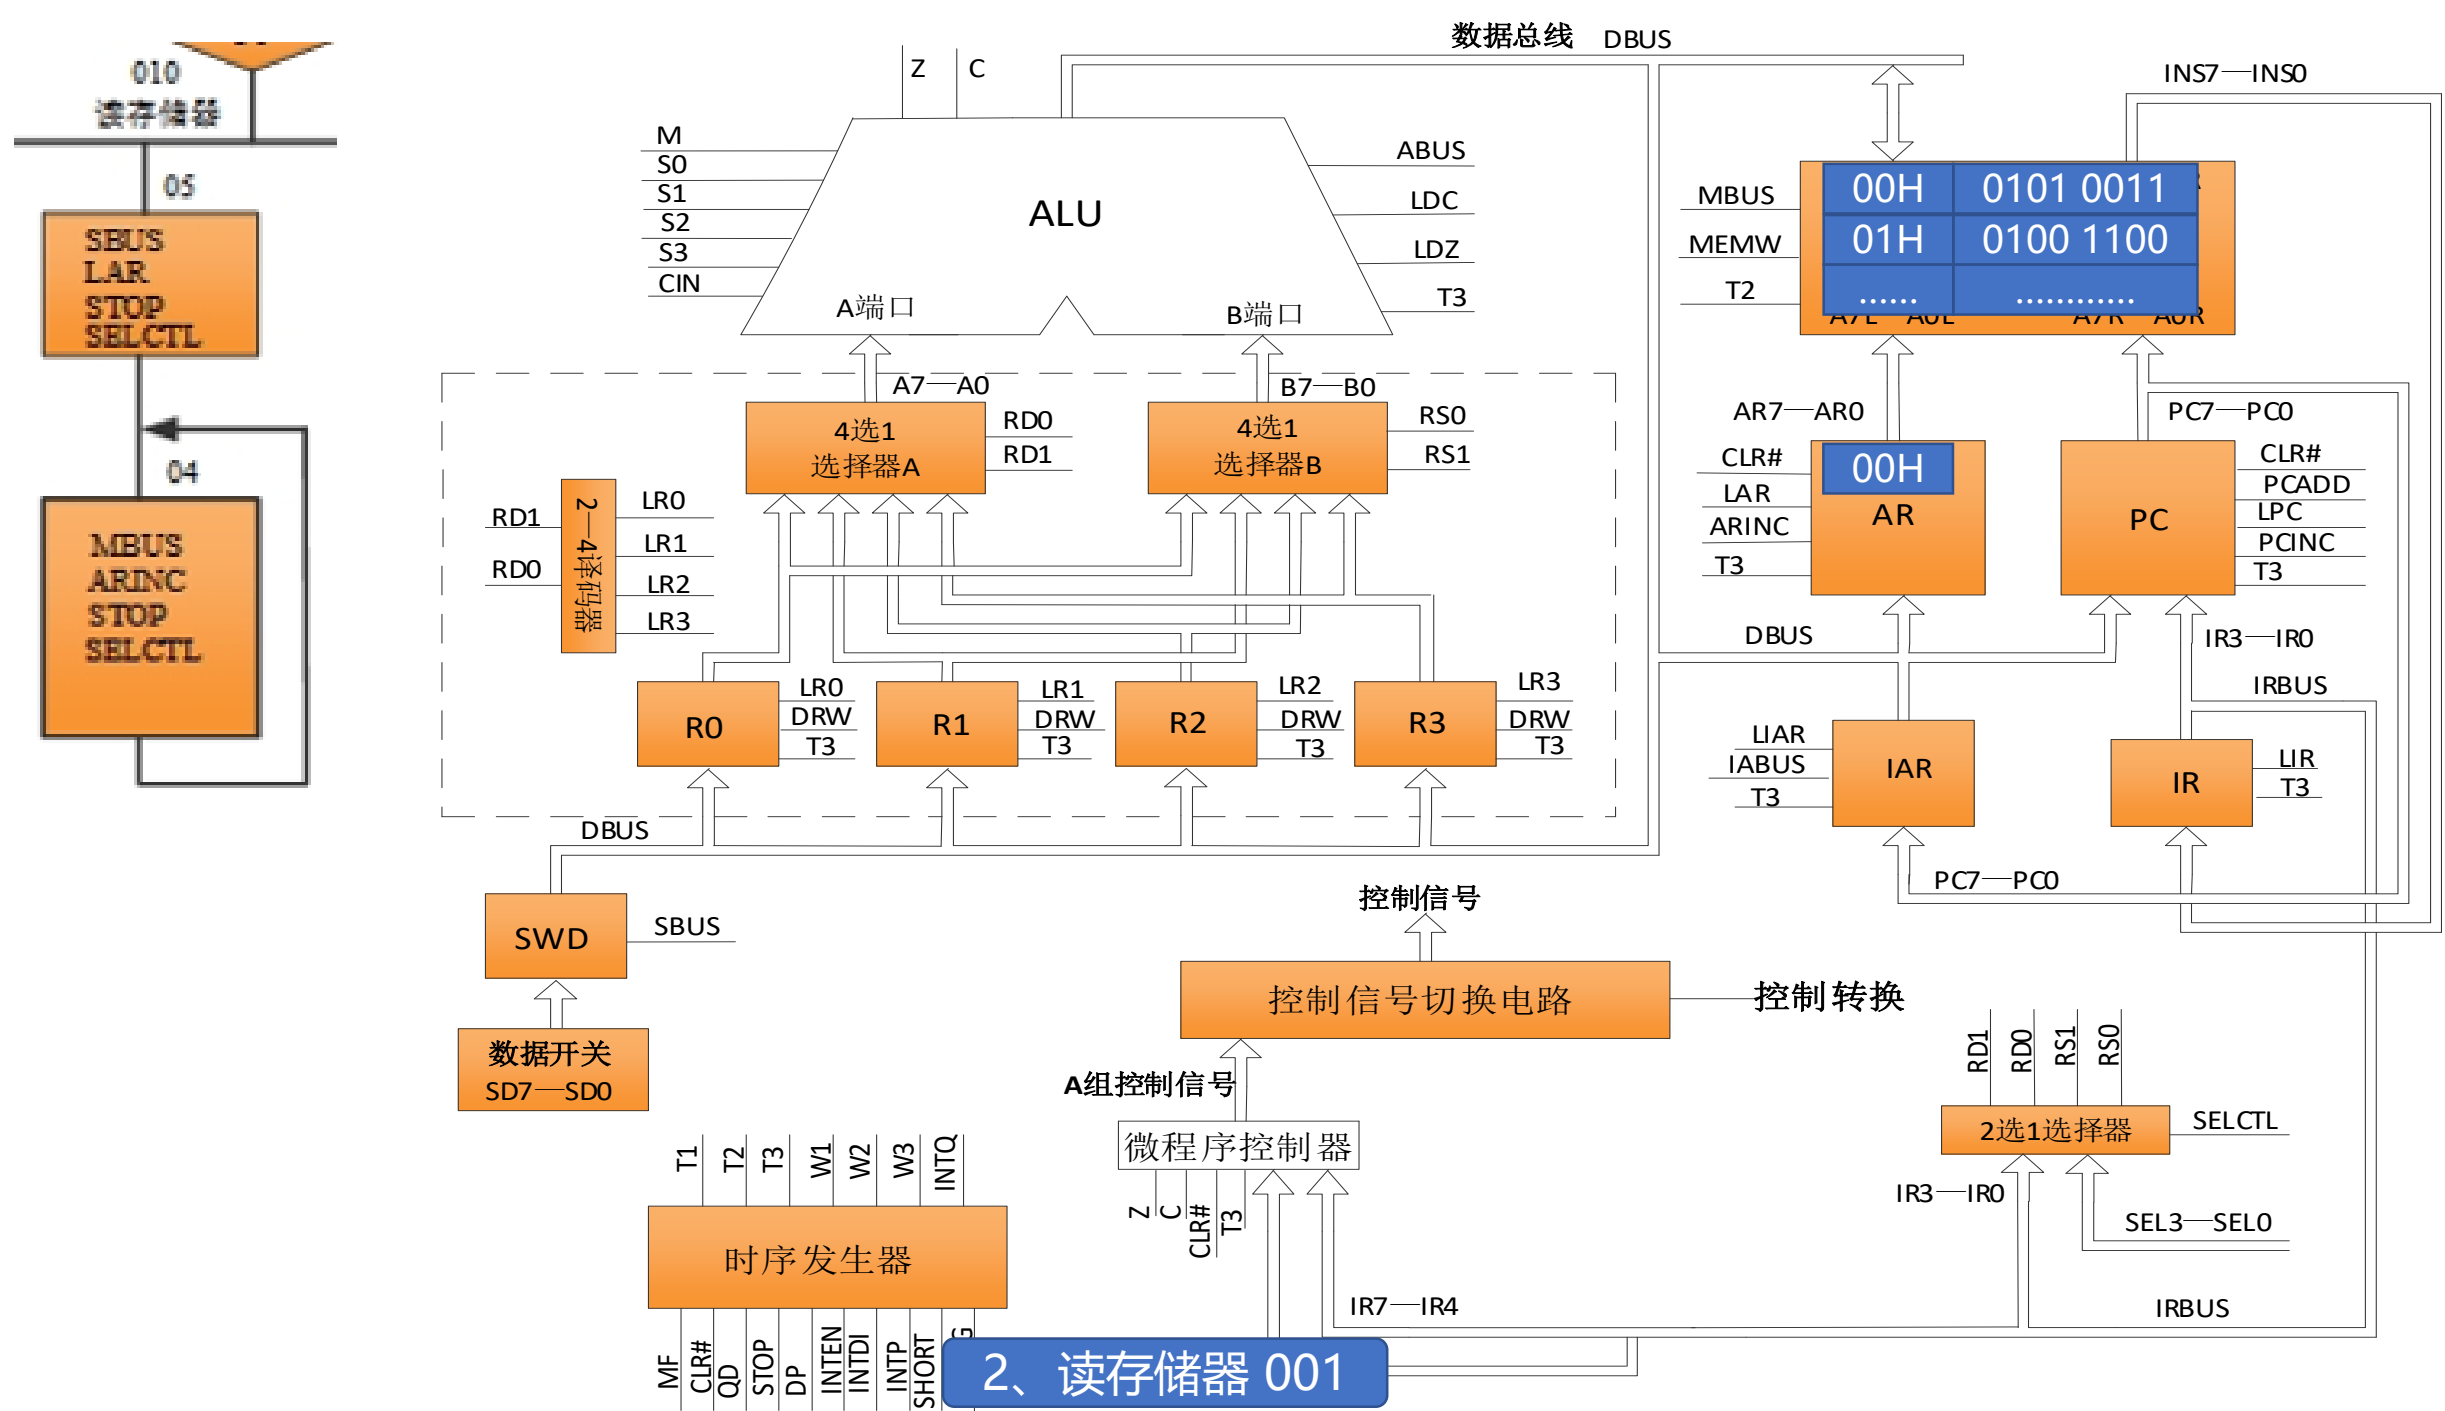 010
读存储器
05
SBUS
LAR
STOP
SELCTL
04
MBUS
ARINC
STOP
SELCTL
数据总线 DBUS
Z
C
INS7—INS0
M
S0
S1
S2
S3
CIN
ALU
A端口
B端口
ABUS
LDC
LDZ
T3
MBUS
MEMW
T2
00H 0101 0011
01H 0100 1100
...... ............
A7L A0L A7R A0R
A7—A0
B7—B0
4选1
选择器A
RD0
RD1
4选1
选择器B
RS0
RS1
RD1
RD0
2—4译码器
LR0
LR1
LR2
LR3
AR7—AR0
PC7—PC0
CLR#
LAR
ARINC
T3
00H
AR
PC
CLR#
PCADD
LPC
PCINC
T3
DBUS
IR3—IR0
IRBUS
R0
LR0
DRW
T3
R1
LR1
DRW
T3
R2
LR2
DRW
T3
R3
LR3
DRW
T3
LIAR
IABUS
T3
IAR
IR
LIR
T3
DBUS
PC7—PC0
SWD
SBUS
数据开关
SD7—SD0
控制信号
控制信号切换电路
控制转换
A组控制信号
微程序控制器
Z
C
CLR#
T3
RD1
RD0
RS1
RS0
2选1选择器
SELCTL
IR3—IR0
SEL3—SEL0
T1
T2
T3
W1
W2
W3
INTQ
时序发生器
MF
CLR#
QD
STOP
DP
INTEN
INTDI
INTP
SHORT
G
IR7—IR4
IRBUS
2、读存储器 001